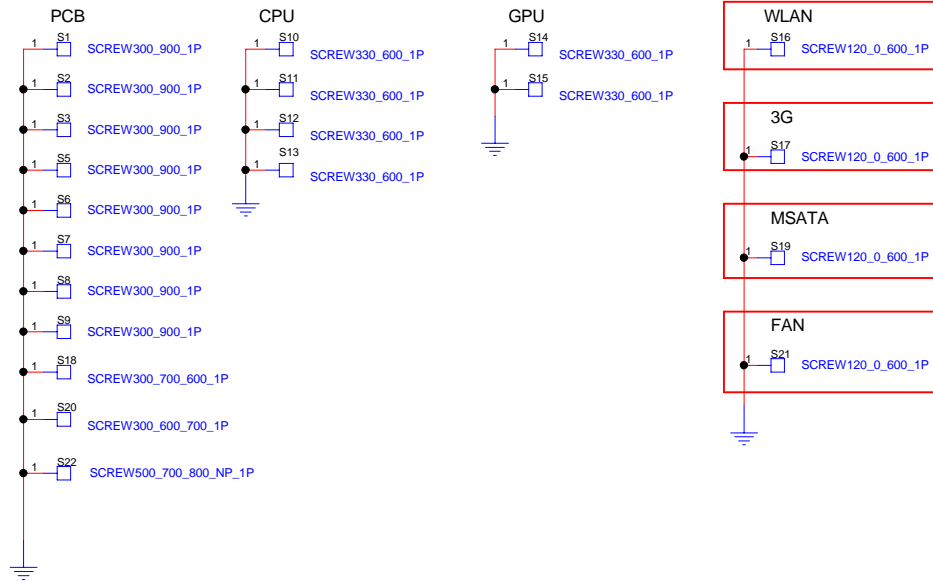 PCB
1 S1 SCREW300_900_1P
1 S2 SCREW300_900_1P
1 S3 SCREW300_900_1P
1 S5 SCREW300_900_1P
1 S6 SCREW300_900_1P
1 S7 SCREW300_900_1P
1 S8 SCREW300_900_1P
1 S9 SCREW300_900_1P
1 S18 SCREW300_700_600_1P
1 S20 SCREW300_600_700_1P
1 S22 SCREW500_700_800_NP_1P
CPU
1 S10 SCREW330_600_1P
1 S11 SCREW330_600_1P
1 S12 SCREW330_600_1P
1 S13 SCREW330_600_1P
GPU
1 S14 SCREW330_600_1P
1 S15 SCREW330_600_1P
WLAN
1 S16 SCREW120_0_600_1P
3G
1 S17 SCREW120_0_600_1P
MSATA
1 S19 SCREW120_0_600_1P
FAN
1 S21 SCREW120_0_600_1P